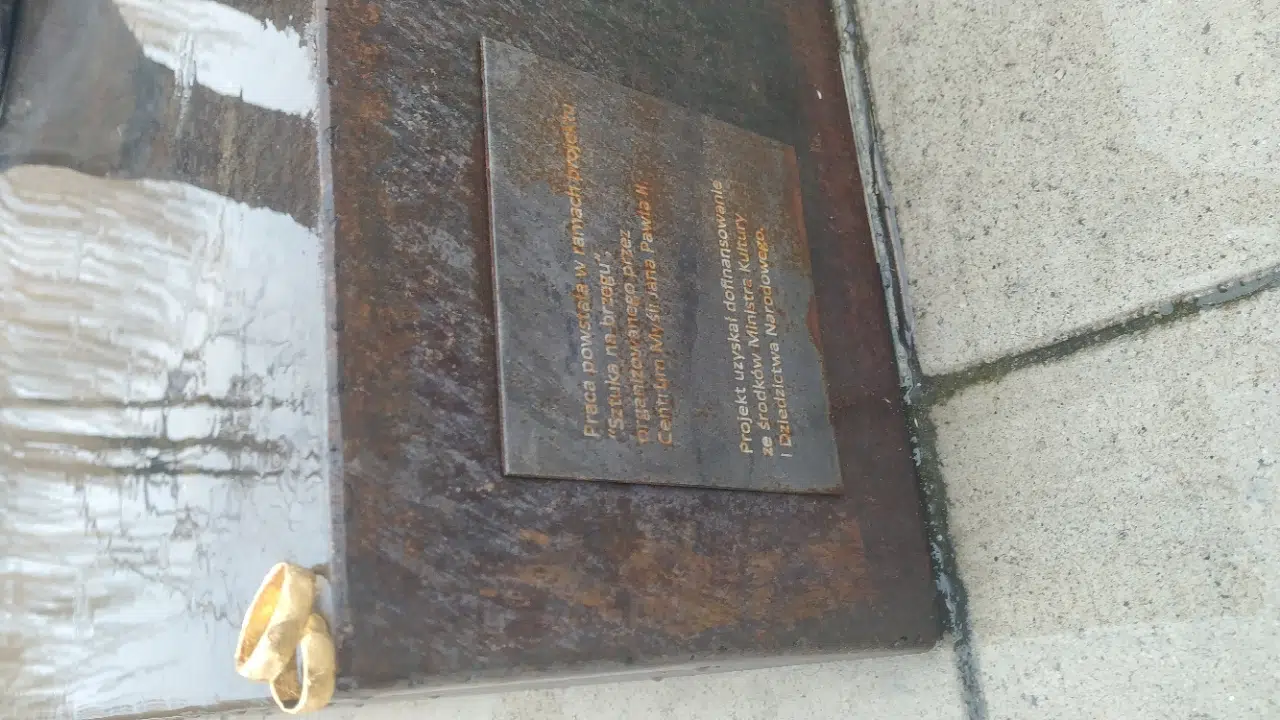 Praca powstała w ramach projektu
"Sztuka na brzegu",
organizowanego przez
Centrum Myśli Jana Pawła II.
Projekt uzyskał dofinansowanie
ze środków Ministra Kultury
i Dziedzictwa Narodowego.